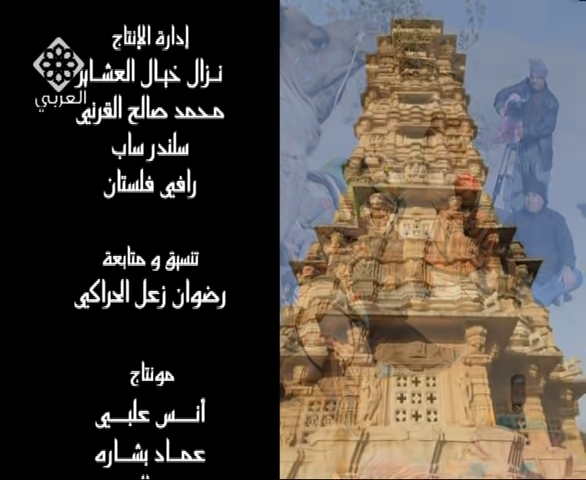 إدارة الإنتاج
نزال خيال العشاير
العربي
محمد صالح القرني
سلندر ساب
رافي فلستان
تنسيق و متابعة
رضوان زعل الحراكي
مونتاج
أنس علبي
عماد بشاره